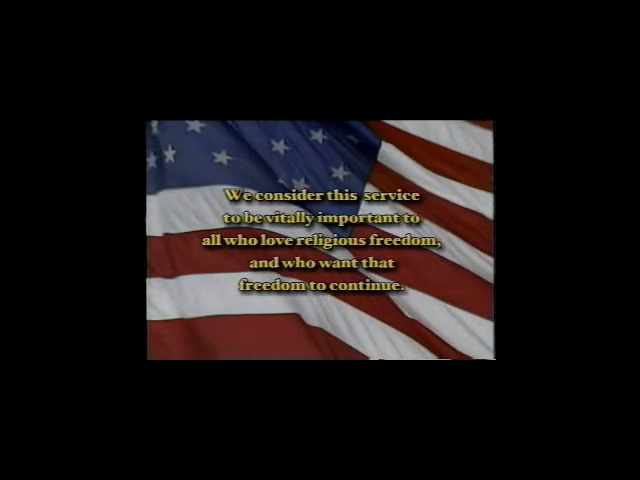 We consider this service
to be vitally important to
all who love religious freedom,
and who want that
freedom to continue.